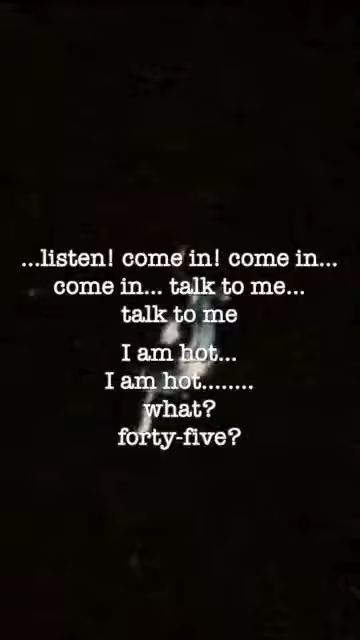 ...listen! come in! come in...
come in... talk to me...
talk to me
I am hot...
I am hot........
what?
forty-five?